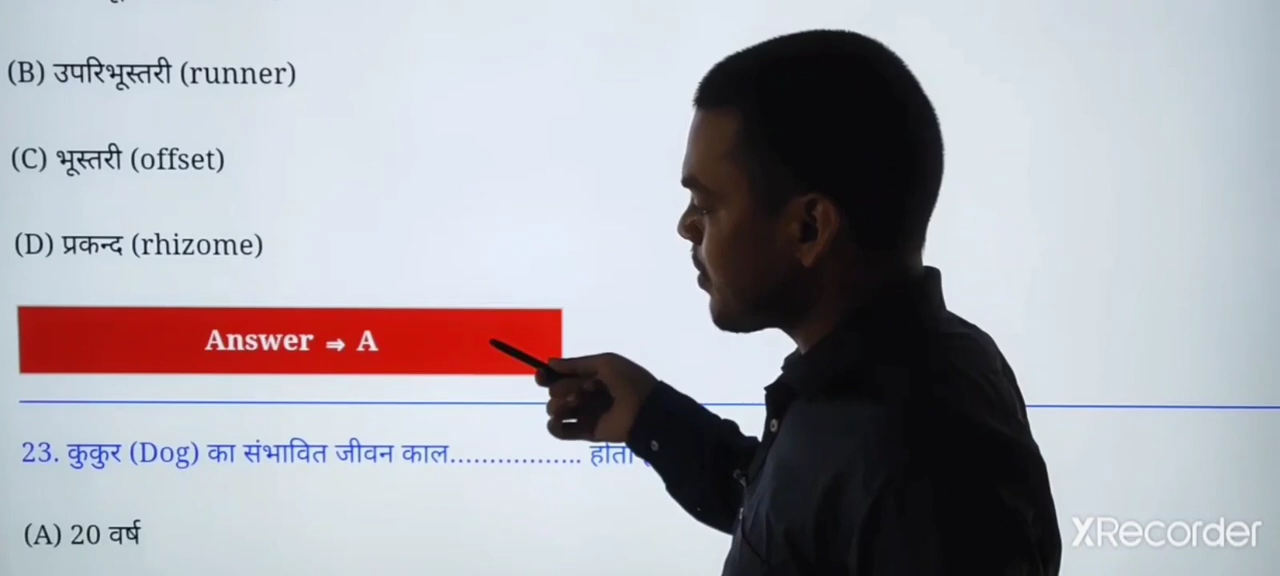 (B) उपरिभूस्तरी (runner)
(C) भूस्तरी (offset)
(D) प्रकन्द (rhizome)
Answer ⇒ A
23. कुकुर (Dog) का संभावित जीवन काल................. होता
(A) 20 वर्ष
XRecorder